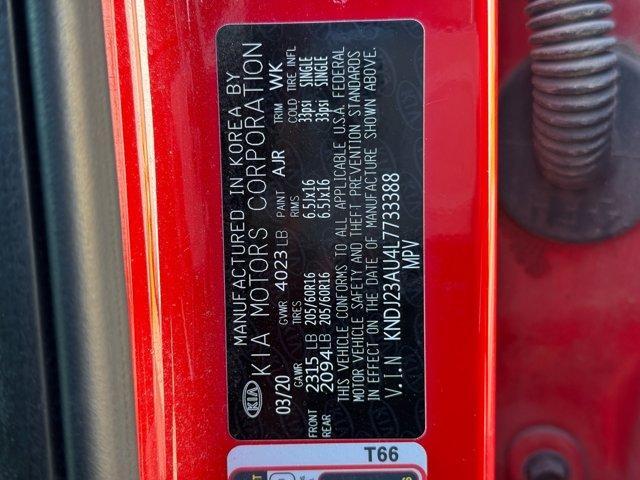 MANUFACTURED IN KOREA BY
KIA KIA MOTORS CORPORATION
03/20 GVWR 4023 LB PAINT AJR TRIM WK
GAWR TIRES RIMS COLD TIRE INFL
FRONT 2315 LB 205/60R16 6.5Jx16 33psi SINGLE
REAR 2094 LB 205/60R16 6.5Jx16 33psi SINGLE
THIS VEHICLE CONFORMS TO ALL APPLICABLE U.S.A. FEDERAL
MOTOR VEHICLE SAFETY AND THEFT PREVENTION STANDARDS
IN EFFECT ON THE DATE OF MANUFACTURE SHOWN ABOVE.
V.I.N KNDJ23AU4L7733388
MPV
T66